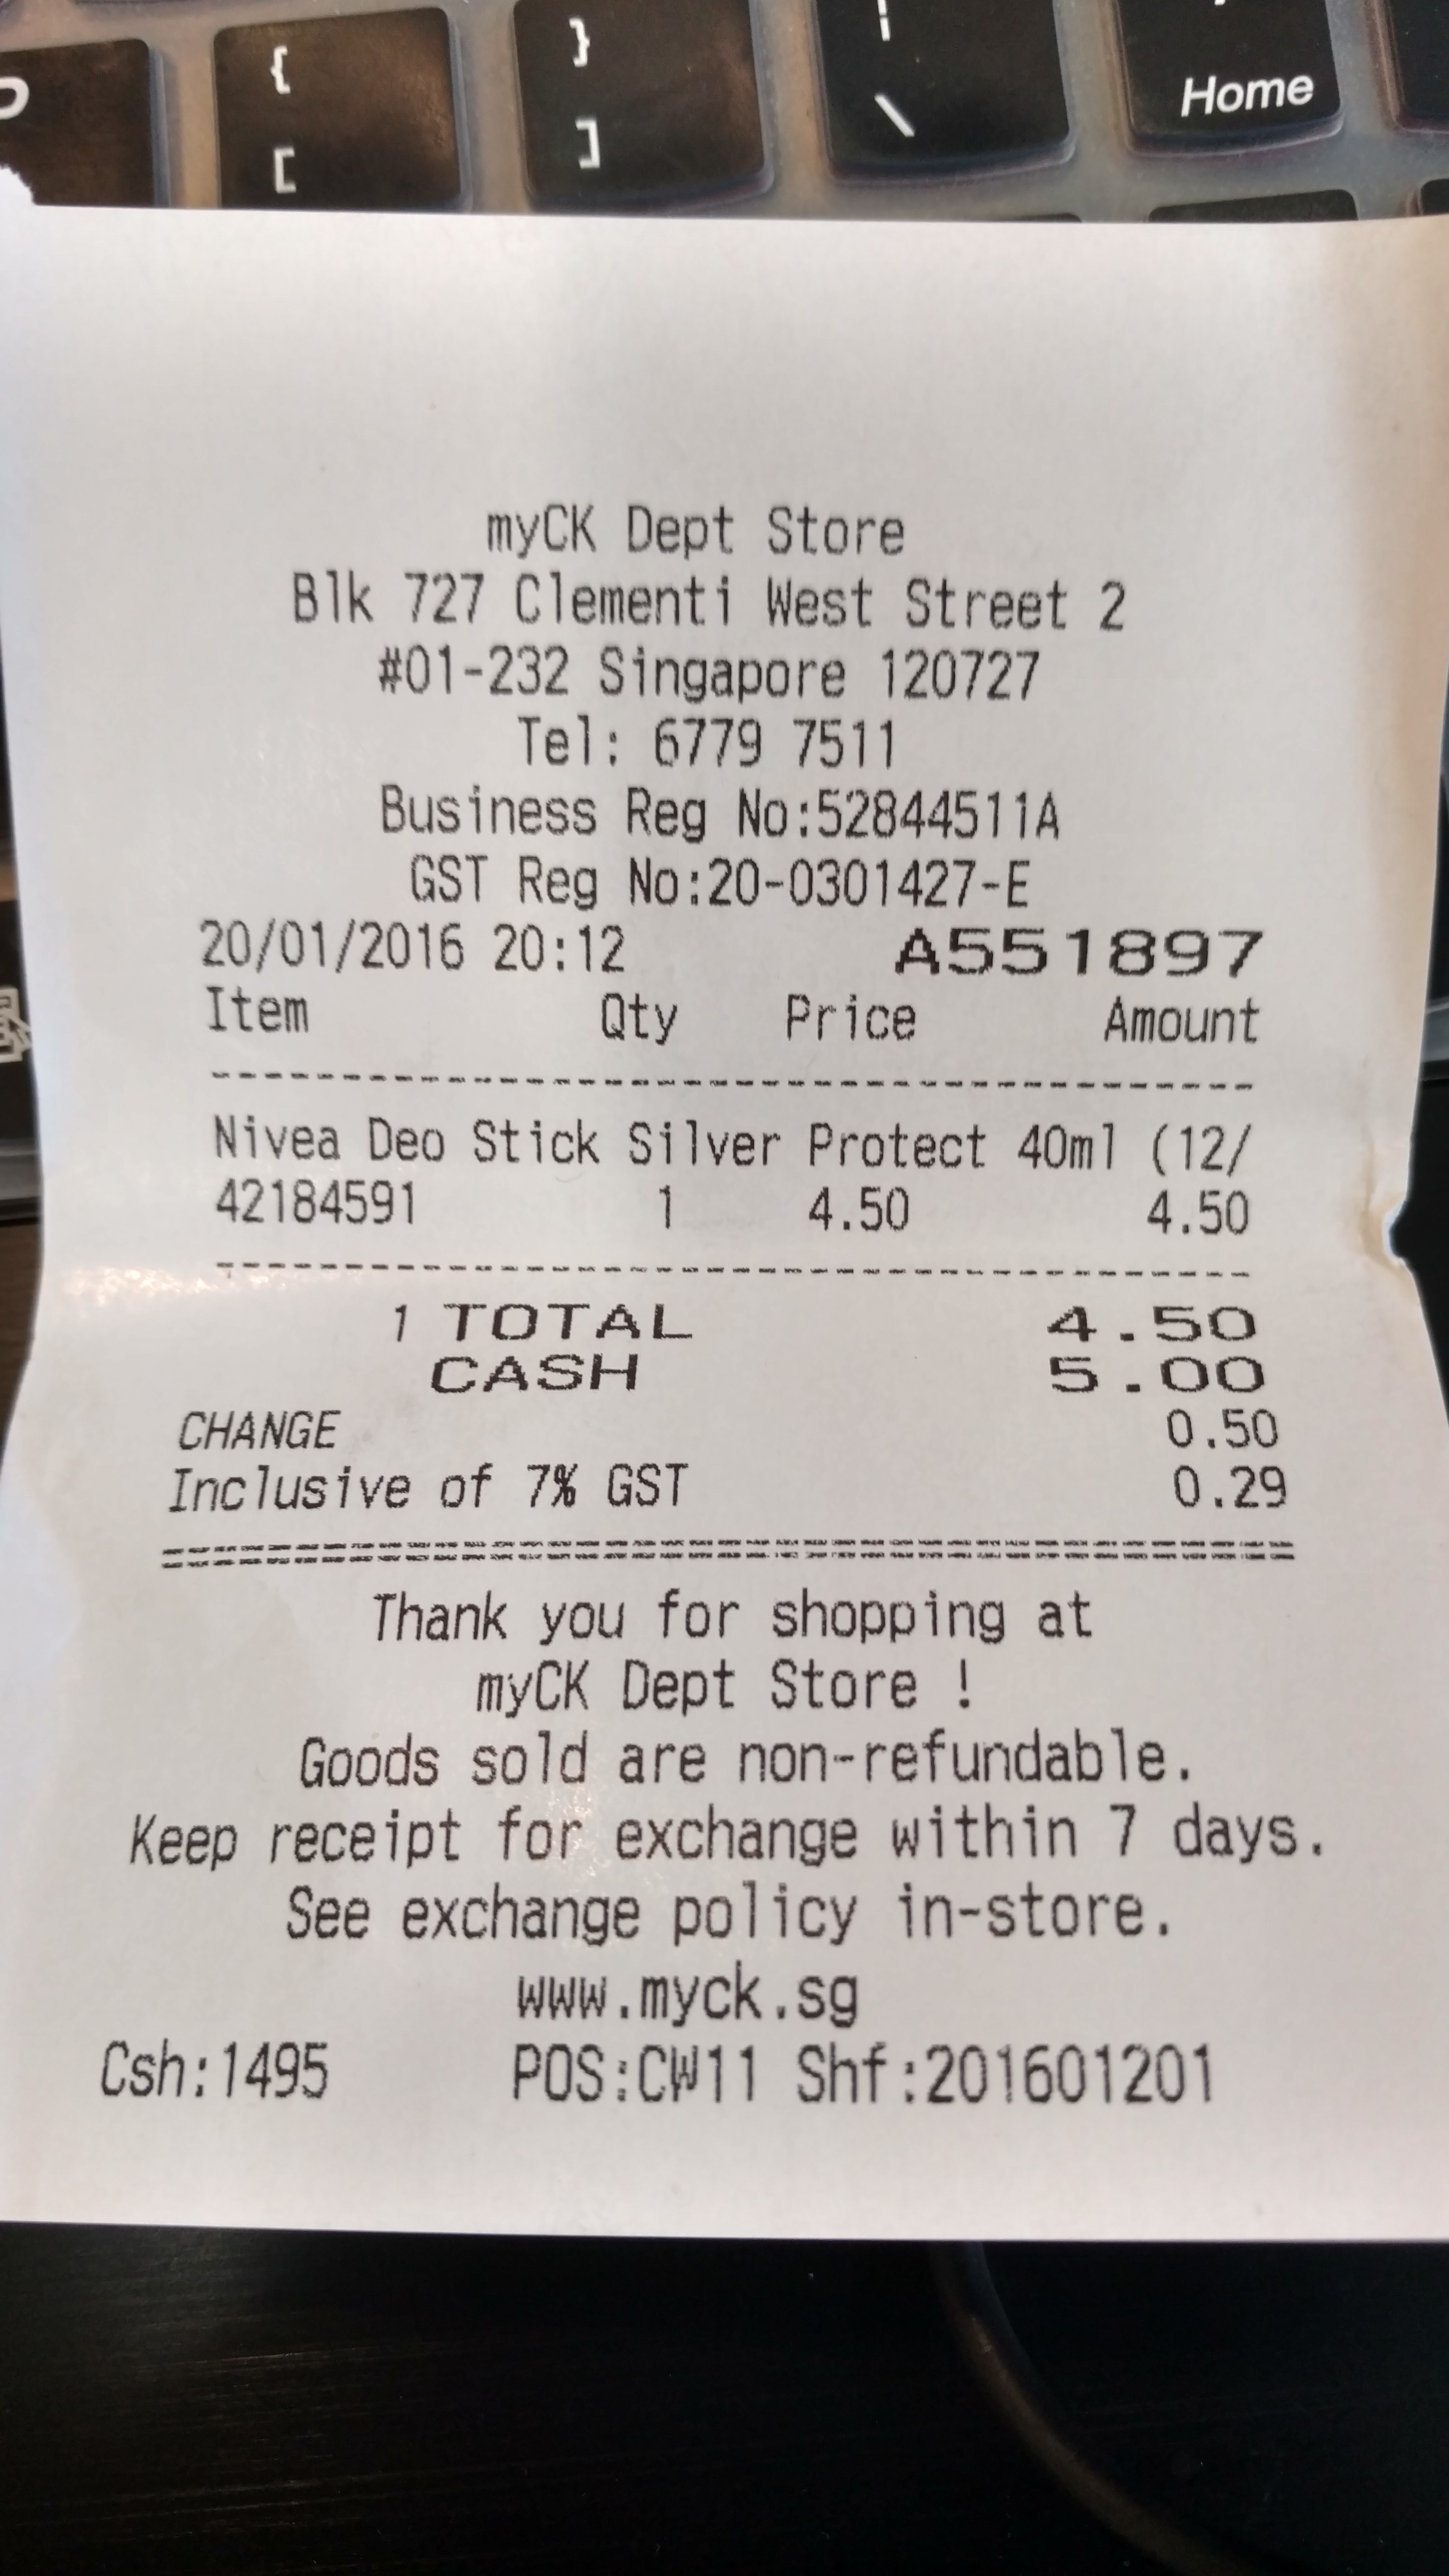 {
[
}
]
|
\
Home
myCK Dept Store
Blk 727 Clementi West Street 2
#01-232 Singapore 120727
Tel: 6779 7511
Business Reg No:52844511A
GST Reg No:20-0301427-E
20/01/2016 20:12 A551897
Item Qty Price Amount
Nivea Deo Stick Silver Protect 40ml (12/
42184591 1 4.50 4.50
1 TOTAL 4.50
CASH 5.00
CHANGE 0.50
Inclusive of 7% GST 0.29
Thank you for shopping at
myCK Dept Store !
Goods sold are non-refundable.
Keep receipt for exchange within 7 days.
See exchange policy in-store.
www.myck.sg
Csh:1495 POS:CW11 Shf:201601201